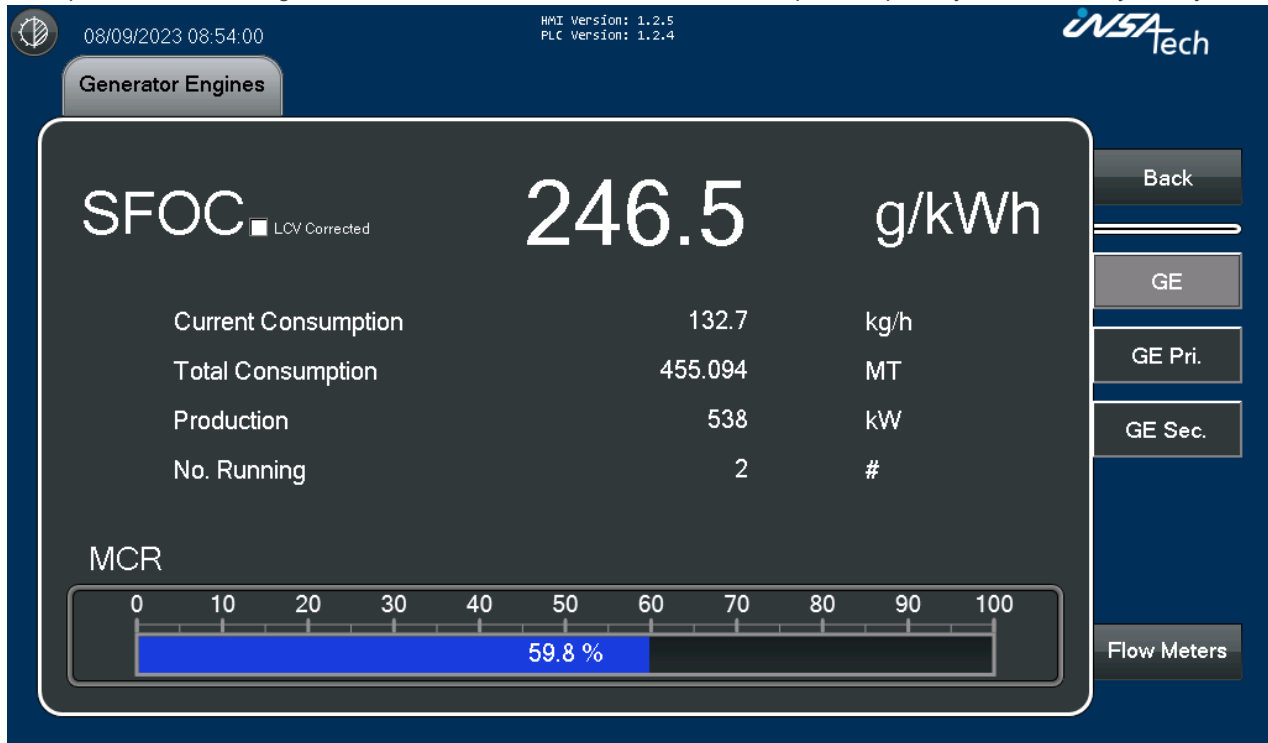 HMI Version: 1.2.5
08/09/2023 08:54:00
PLC Version: 1.2.4
iNSATech
Generator Engines
Back
SFOC LCV Corrected 246.5 g/kWh
GE
Current Consumption 132.7 kg/h
GE Pri.
Total Consumption 455.094 MT
Production 538 kW
GE Sec.
No. Running 2 #
MCR
0 10 20 30 40 50 60 70 80 90 100
59.8 %
Flow Meters